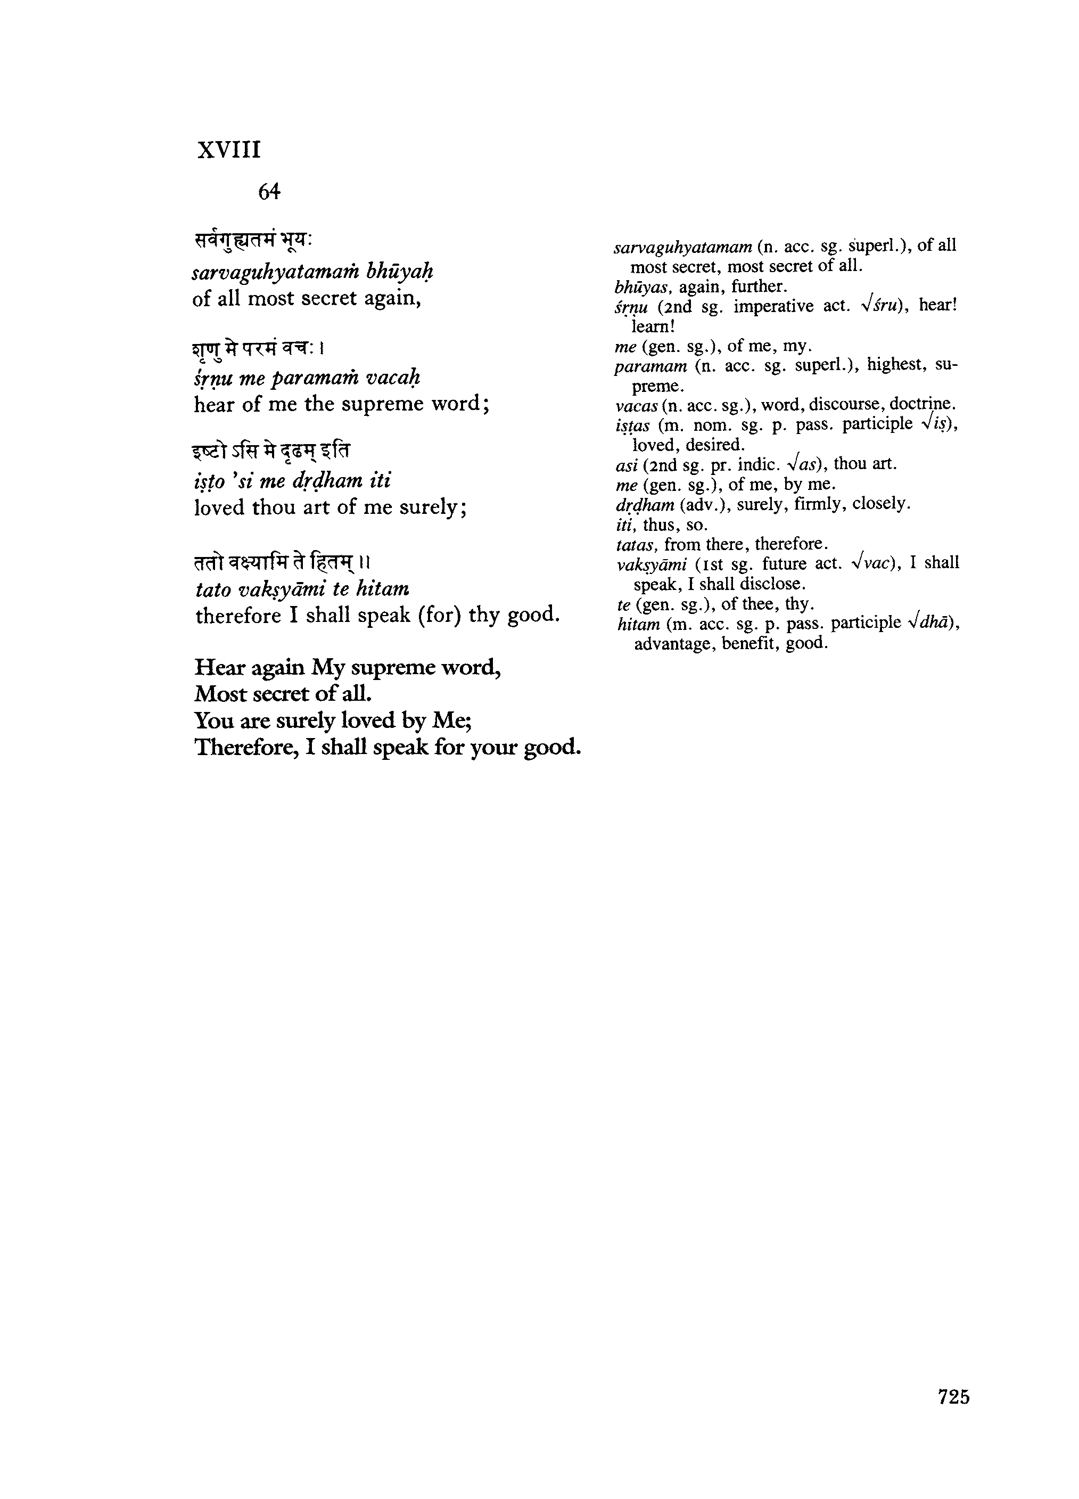 XVIII
64
सर्वगुह्यतमं भूयः
sarvaguhyatamaṁ bhūyaḥ
of all most secret again,
शृणु मे परमं वचः ।
śṛṇu me paramaṁ vacaḥ
hear of me the supreme word;
इष्टो ऽसि मे दृढम् इति
iṣṭo 'si me dṛḍham iti
loved thou art of me surely;
ततो वक्ष्यामि ते हितम् ॥
tato vakṣyāmi te hitam
therefore I shall speak (for) thy good.
Hear again My supreme word,
Most secret of all.
You are surely loved by Me;
Therefore, I shall speak for your good.
sarvaguhyatamam (n. acc. sg. superl.), of all
most secret, most secret of all.
bhūyas, again, further.
śṛṇu (2nd sg. imperative act. √śru), hear!
learn!
me (gen. sg.), of me, my.
paramam (n. acc. sg. superl.), highest, su-
preme.
vacas (n. acc. sg.), word, discourse, doctrine.
iṣṭas (m. nom. sg. p. pass. participle √iṣ),
loved, desired.
asi (2nd sg. pr. indic. √as), thou art.
me (gen. sg.), of me, by me.
dṛḍham (adv.), surely, firmly, closely.
iti, thus, so.
tatas, from there, therefore.
vakṣyāmi (1st sg. future act. √vac), I shall
speak, I shall disclose.
te (gen. sg.), of thee, thy.
hitam (m. acc. sg. p. pass. participle √dhā),
advantage, benefit, good.
725